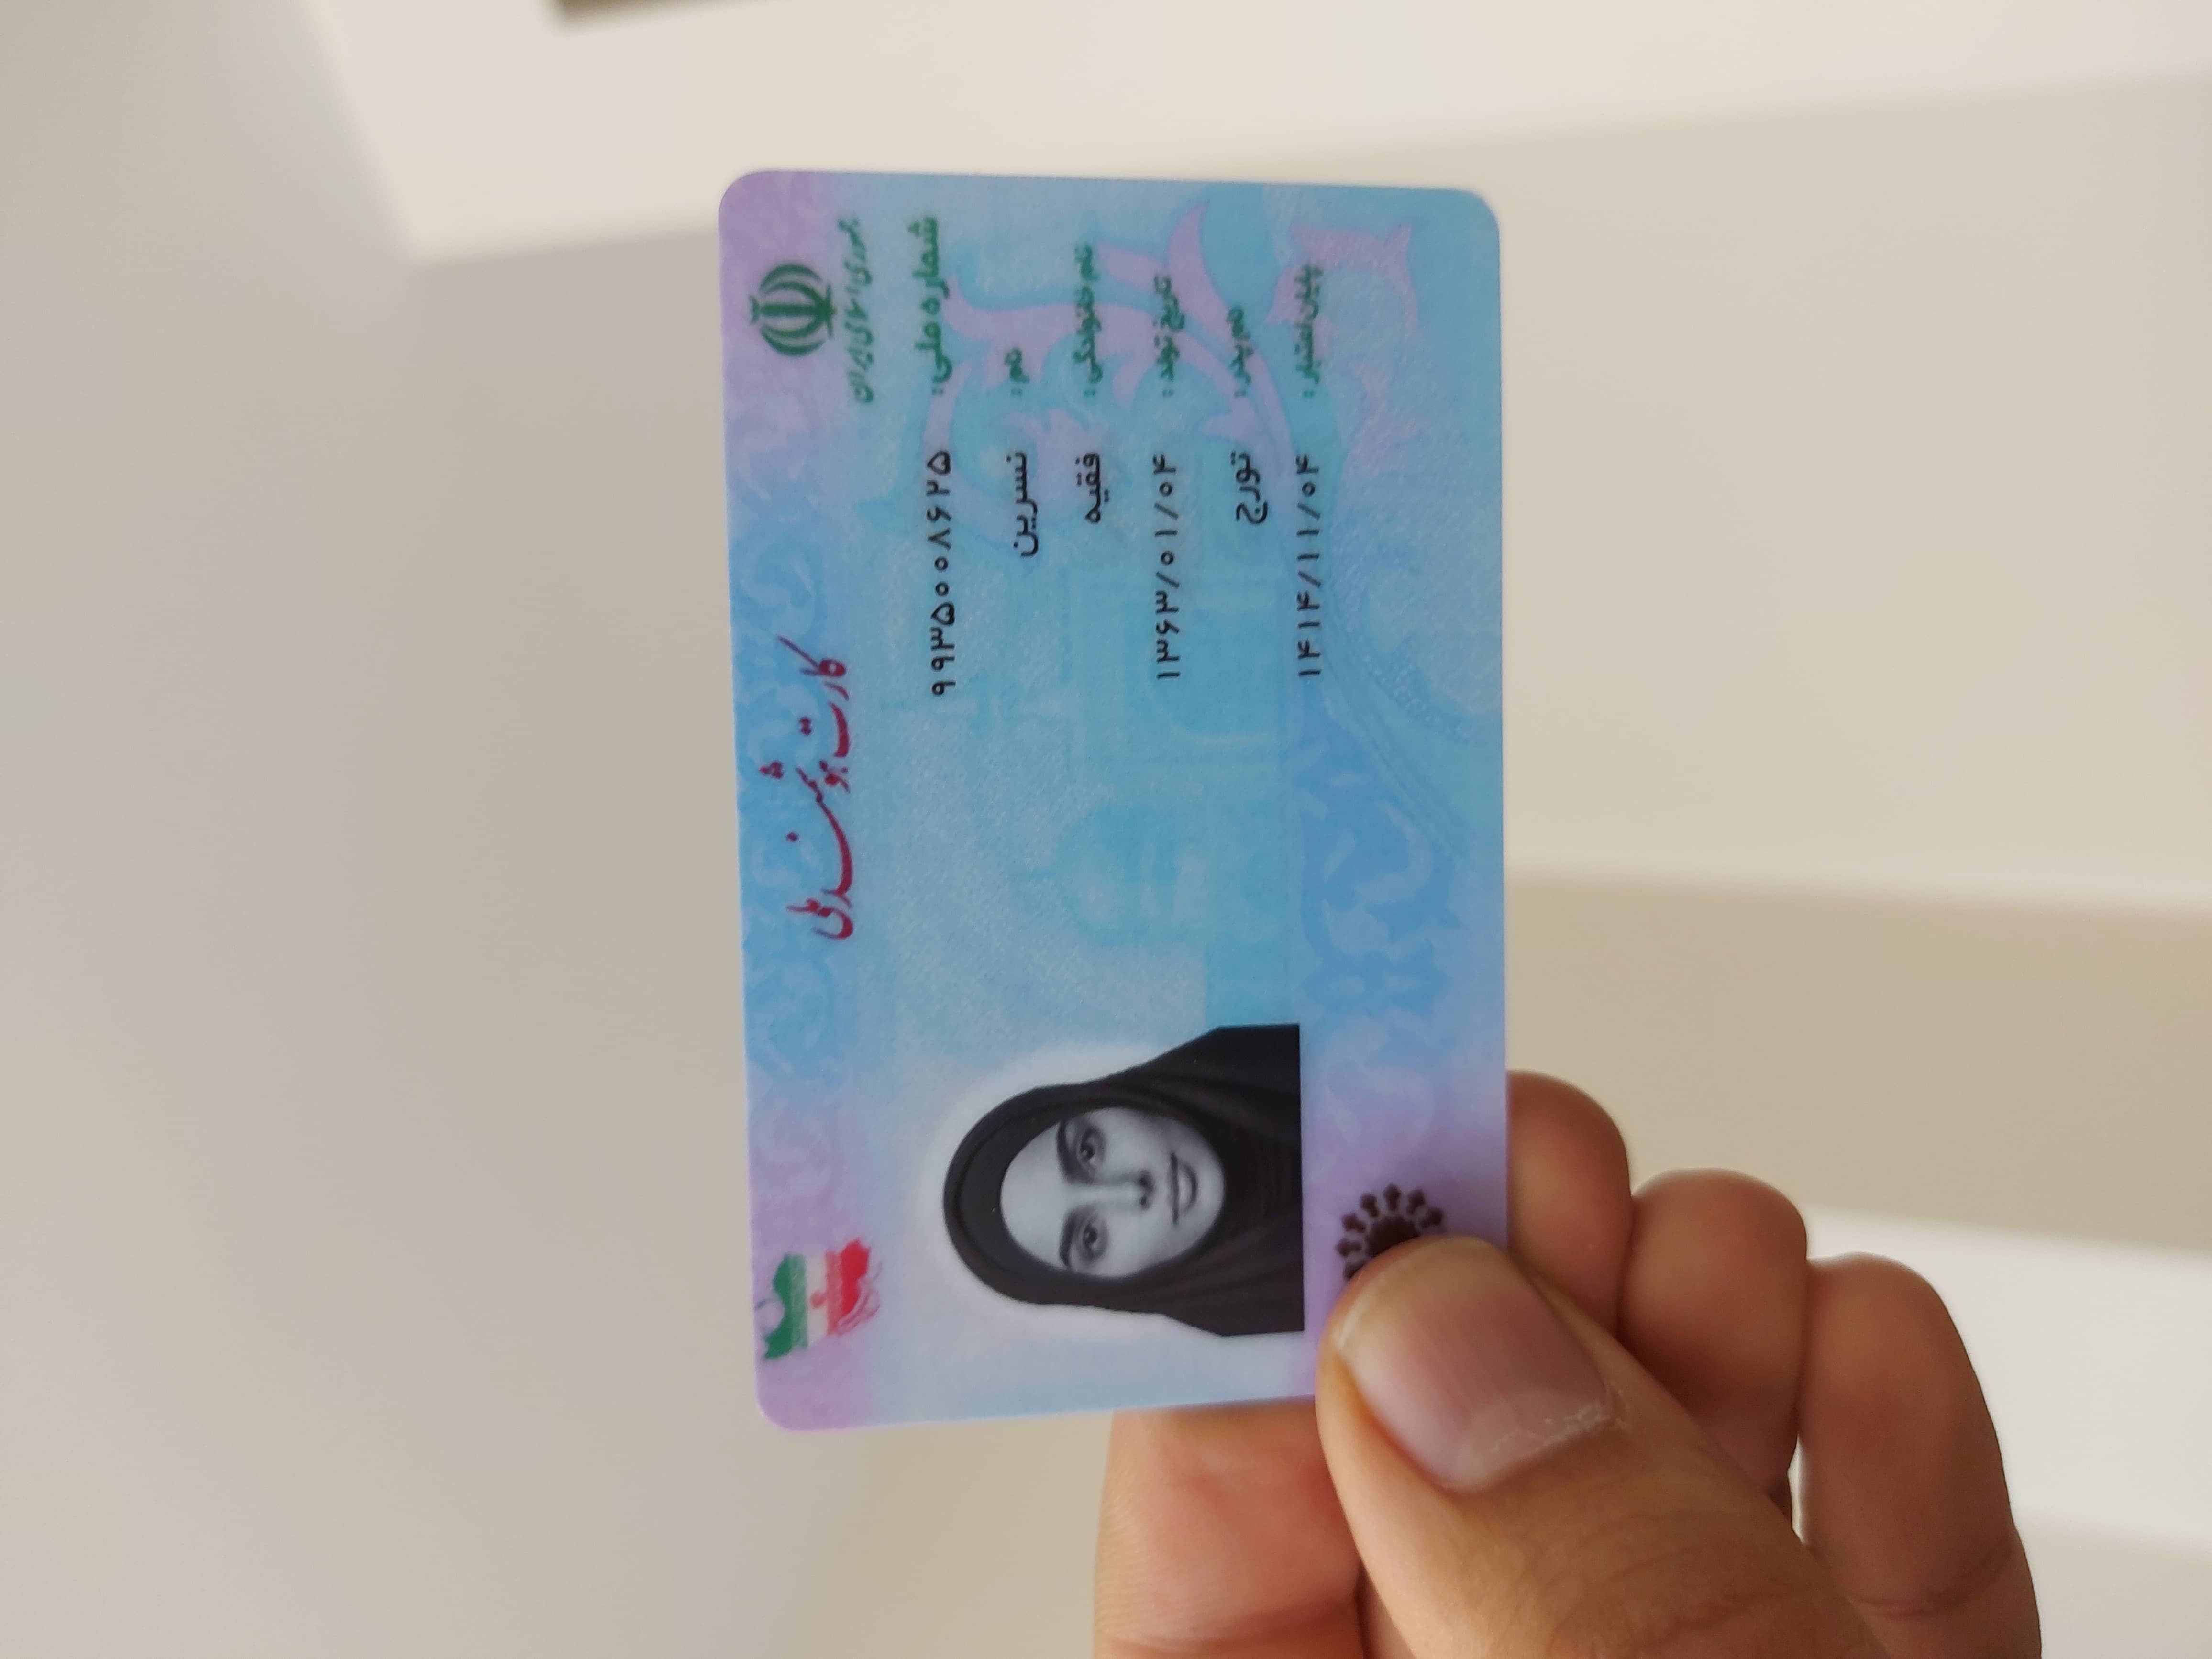 جمهوری اسلامی ایران
کارت هوشمند ملی
شماره ملی: ۹۹۳۵۰۰۸۶۲۵
نام: نسرین
نام خانوادگی: فقیه
تاریخ تولد: ۱۳۶۳/۰۱/۰۴
نام پدر: تورج
پایان اعتبار: ۱۴۱۴/۱۱/۰۴